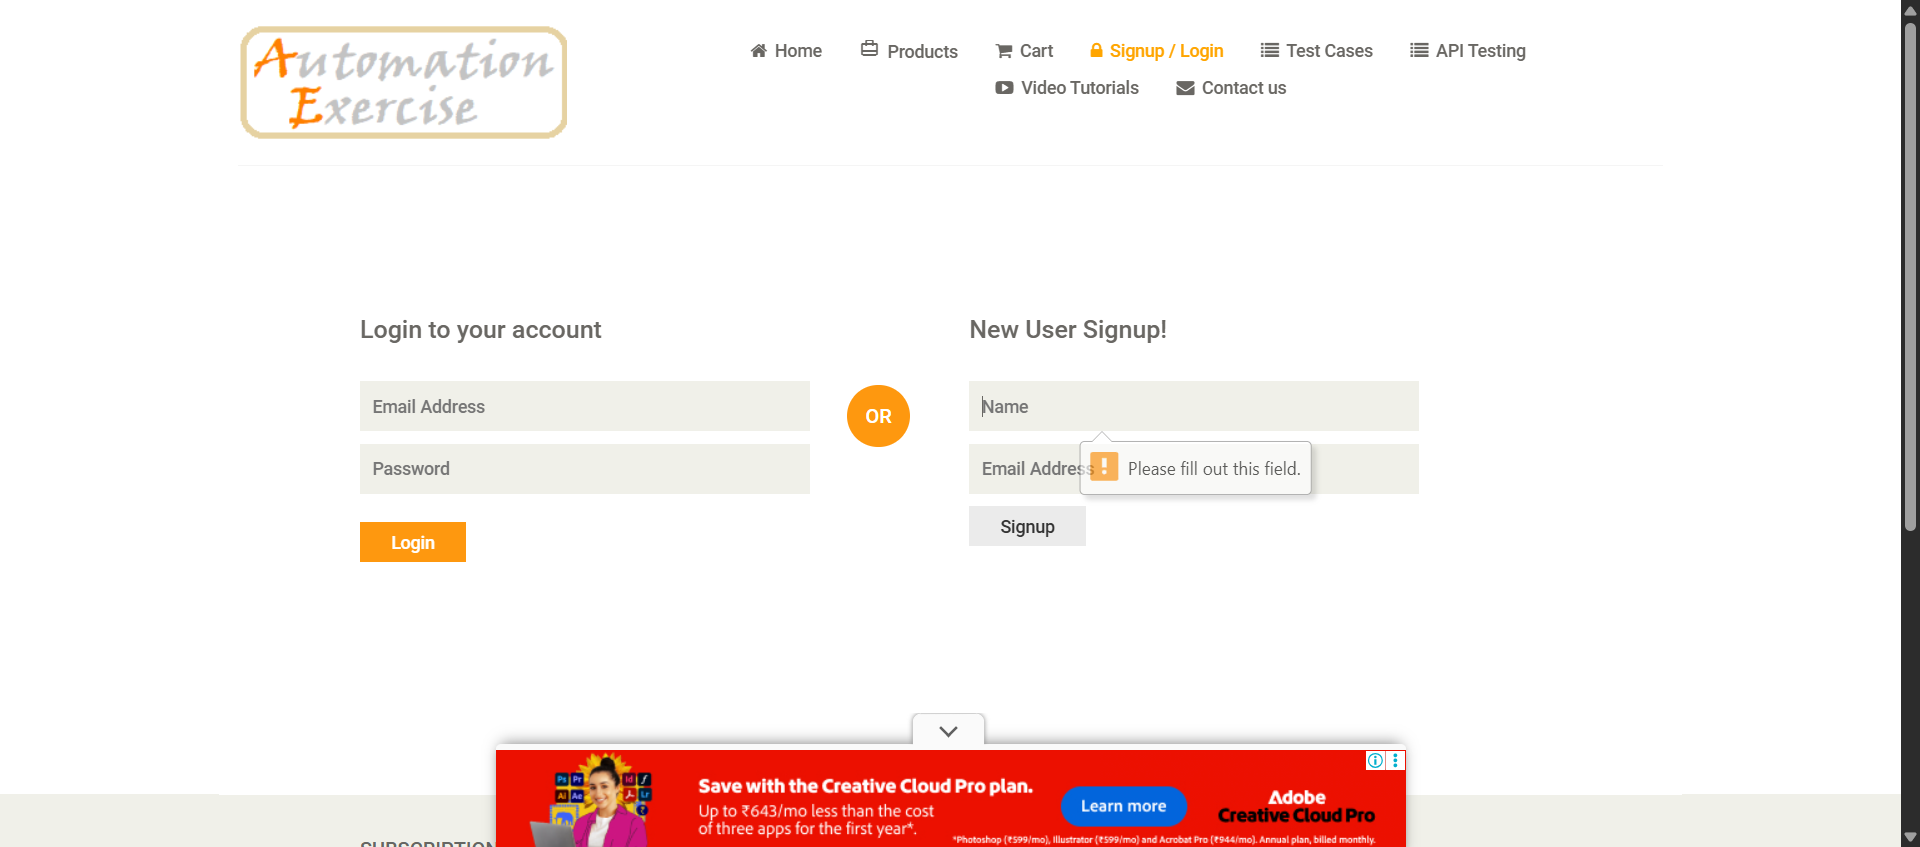 Automation
Exercise
Home
Products
Cart
Signup / Login
Test Cases
API Testing
Video Tutorials
Contact us
Login to your account
Email Address
Password
Login
OR
New User Signup!
Name
Email Address
! Please fill out this field.
Signup
Ps Pr Id f
Ai Ae Lr
Save with the Creative Cloud Pro plan.
Up to ₹643/mo less than the cost
of three apps for the first year*.
Learn more
Adobe
Creative Cloud Pro
*Photoshop (₹599/mo), Illustrator (₹599/mo) and Acrobat Pro (₹944/mo). Annual plan, billed monthly.
SUBSCRIPTION